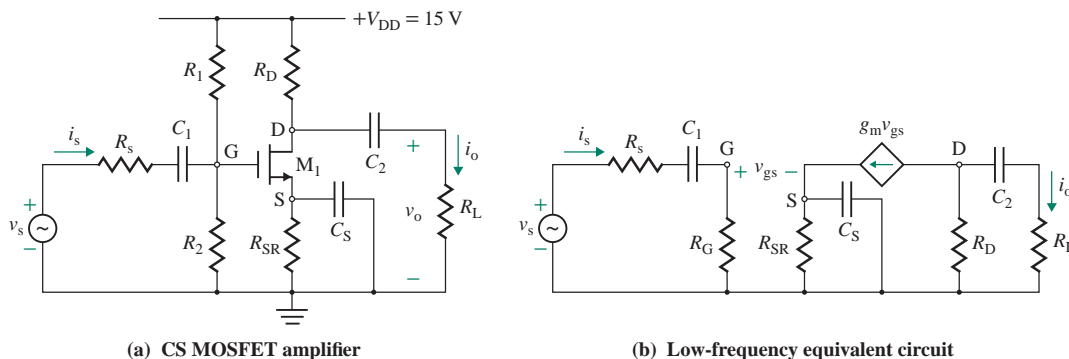 +V_DD = 15 V
R_1
R_D
i_s
R_s
C_1
G
D
M_1
C_2
+
i_o
S
+
v_s
−
R_2
R_SR
C_S
v_o
R_L
−
(a) CS MOSFET amplifier
i_s
R_s
C_1
G
+ v_gs −
g_m v_gs
D
C_2
i_o
S
C_S
+
v_s
−
R_G
R_SR
R_D
(b) Low-frequency equivalent circuit